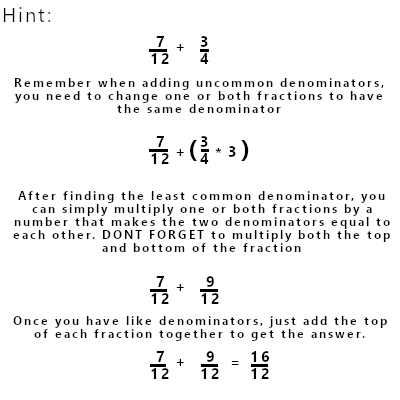 Hint:
7/12 + 3/4
Remember when adding uncommon denominators,
you need to change one or both fractions to have
the same denominator
7/12 + (3/4 * 3)
After finding the least common denominator, you
can simply multiply one or both fractions by a
number that makes the two denominators equal to
each other. DONT FORGET to multiply both the top
and bottom of the fraction
7/12 + 9/12
Once you have like denominators, just add the top
of each fraction together to get the answer.
7/12 + 9/12 = 16/12